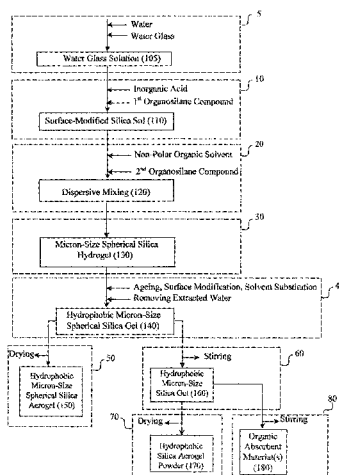 5
Water
Water Glass
Water Glass Solution (105)
10
Inorganic Acid
1st Organosilane Compound
Surface-Modified Silica Sol (110)
20
Non-Polar Organic Solvent
2nd Organosilane Compound
Dispersive Mixing (120)
30
Micron-Size Spherical Silica
Hydrogel (130)
4
Ageing, Surface Modification, Solvent Substitution
Removing Extracted Water
Hydrophobic Micron-Size
Spherical Silica Gel (140)
50
Drying
Hydrophobic
Micron-Size
Spherical Silica
Aerogel (150)
60
Stirring
Hydrophobic
Micron-Size
Silica Gel (160)
70
Drying
Hydrophobic
Silica Aerogel
Powder (170)
80
Stirring
Organic
Absorbent
Material(s)
(180)